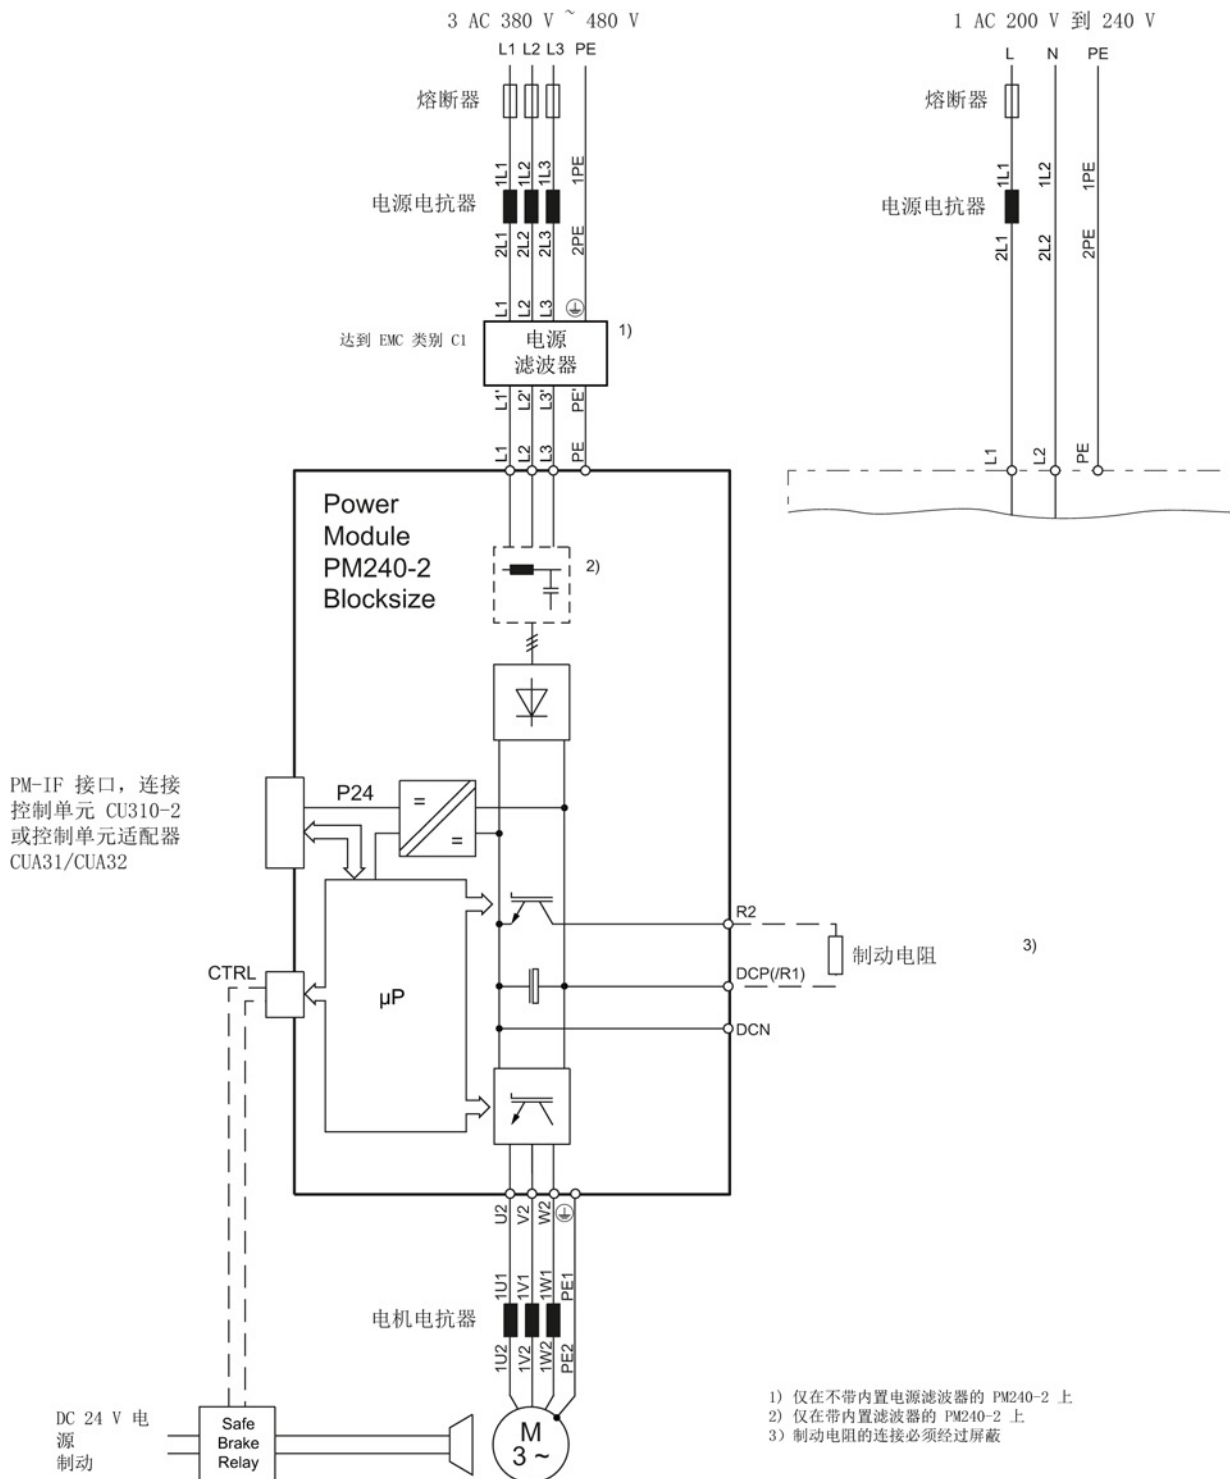 3 AC 380 V ~ 480 V
L1 L2 L3 PE
熔断器
1L1 1L2 1L3 1PE
电源电抗器
2L1 2L2 2L3 2PE
L1 L2 L3
达到 EMC 类别 C1
电源
滤波器
1)
L1' L2' L3' PE'
L1 L2 L3 PE
1 AC 200 V 到 240 V
L N PE
熔断器
1L1 1L2 1PE
电源电抗器
2L1 2L2 2PE
L1 L2 PE
Power
Module
PM240-2
Blocksize
2)
PM-IF 接口，连接
控制单元 CU310-2
或控制单元适配器
CUA31/CUA32
P24
=
=
R2
制动电阻
3)
DCP(/R1)
DCN
CTRL
µP
U2 V2 W2
1U1 1V1 1W1 PE1
电机电抗器
1U2 1V2 1W2 PE2
DC 24 V 电
源
制动
Safe
Brake
Relay
M
3 ~
1) 仅在不带内置电源滤波器的 PM240-2 上
2) 仅在带内置滤波器的 PM240-2 上
3) 制动电阻的连接必须经过屏蔽